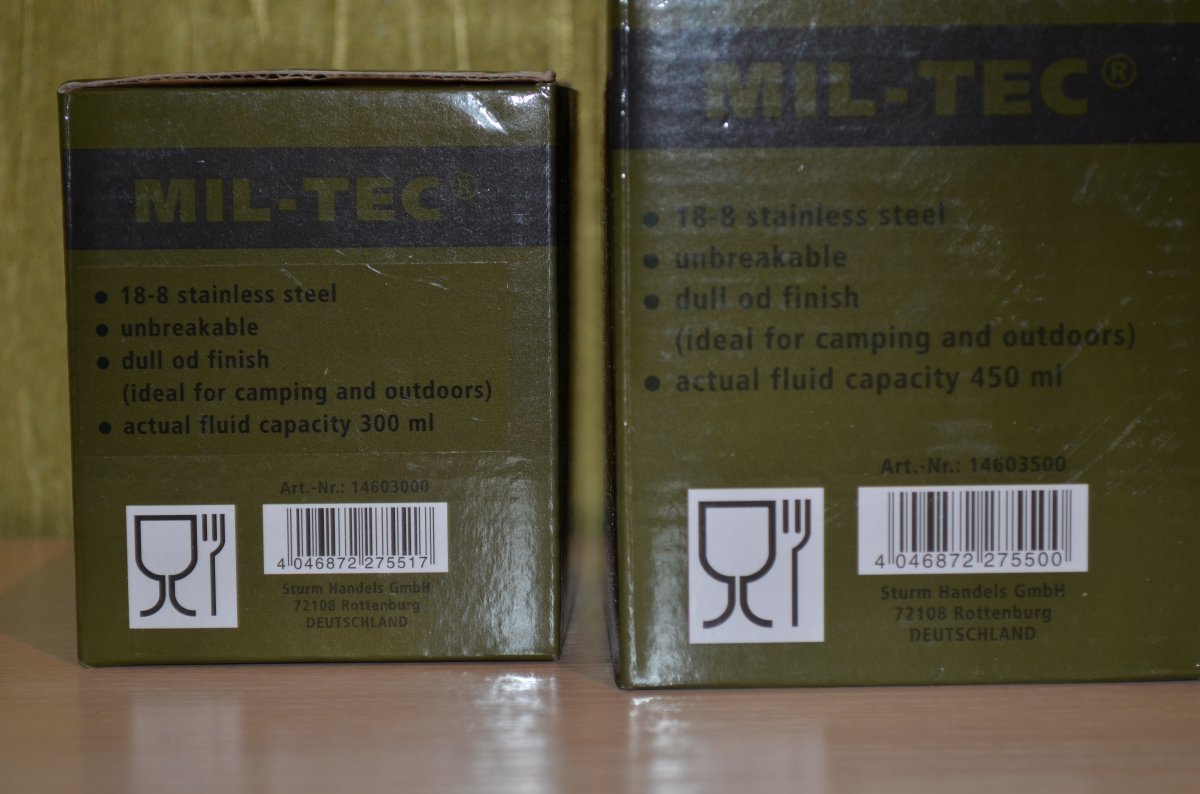 MIL-TEC®
• 18-8 stainless steel
• unbreakable
• dull od finish
(ideal for camping and outdoors)
• actual fluid capacity 300 ml
Art.-Nr.: 14603000
4 046872 275517
Sturm Handels GmbH
72108 Rottenburg
DEUTSCHLAND
MIL-TEC®
• 18-8 stainless steel
• unbreakable
• dull od finish
(ideal for camping and outdoors)
• actual fluid capacity 450 ml
Art.-Nr.: 14603500
4 046872 275500
Sturm Handels GmbH
72108 Rottenburg
DEUTSCHLAND